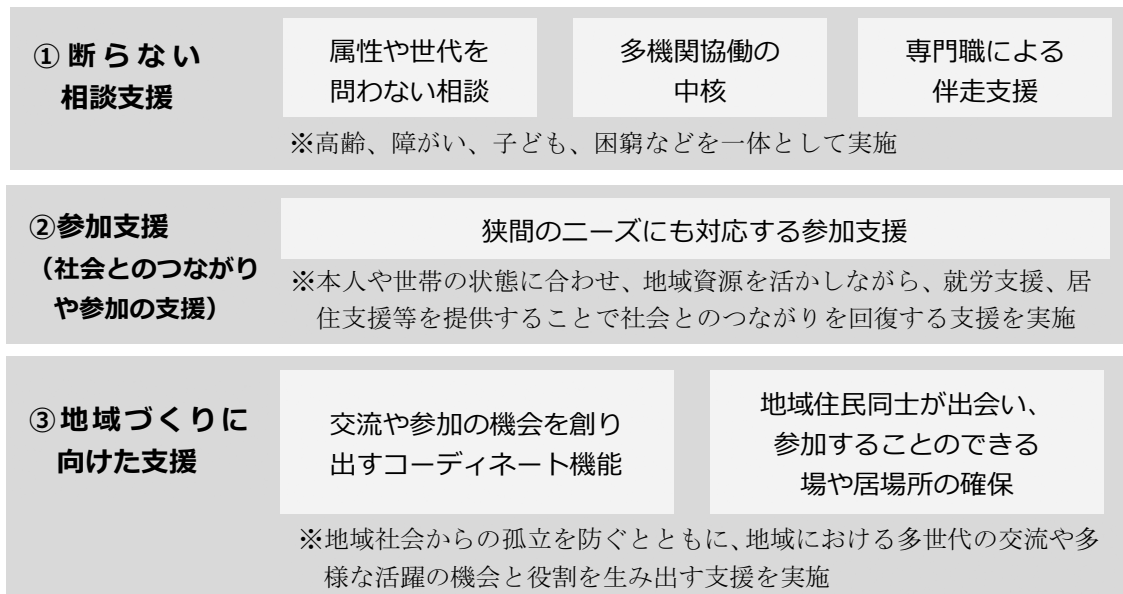 ①断らない
相談支援
属性や世代を
問わない相談
多機関協働の
中核
専門職による
伴走支援
※高齢、障がい、子ども、困窮などを一体として実施
②参加支援
（社会とのつながり
や参加の支援）
狭間のニーズにも対応する参加支援
※本人や世帯の状態に合わせ、地域資源を活かしながら、就労支援、居
住支援等を提供することで社会とのつながりを回復する支援を実施
③地域づくりに
向けた支援
交流や参加の機会を創り
出すコーディネート機能
地域住民同士が出会い、
参加することのできる
場や居場所の確保
※地域社会からの孤立を防ぐとともに、地域における多世代の交流や多
様な活躍の機会と役割を生み出す支援を実施